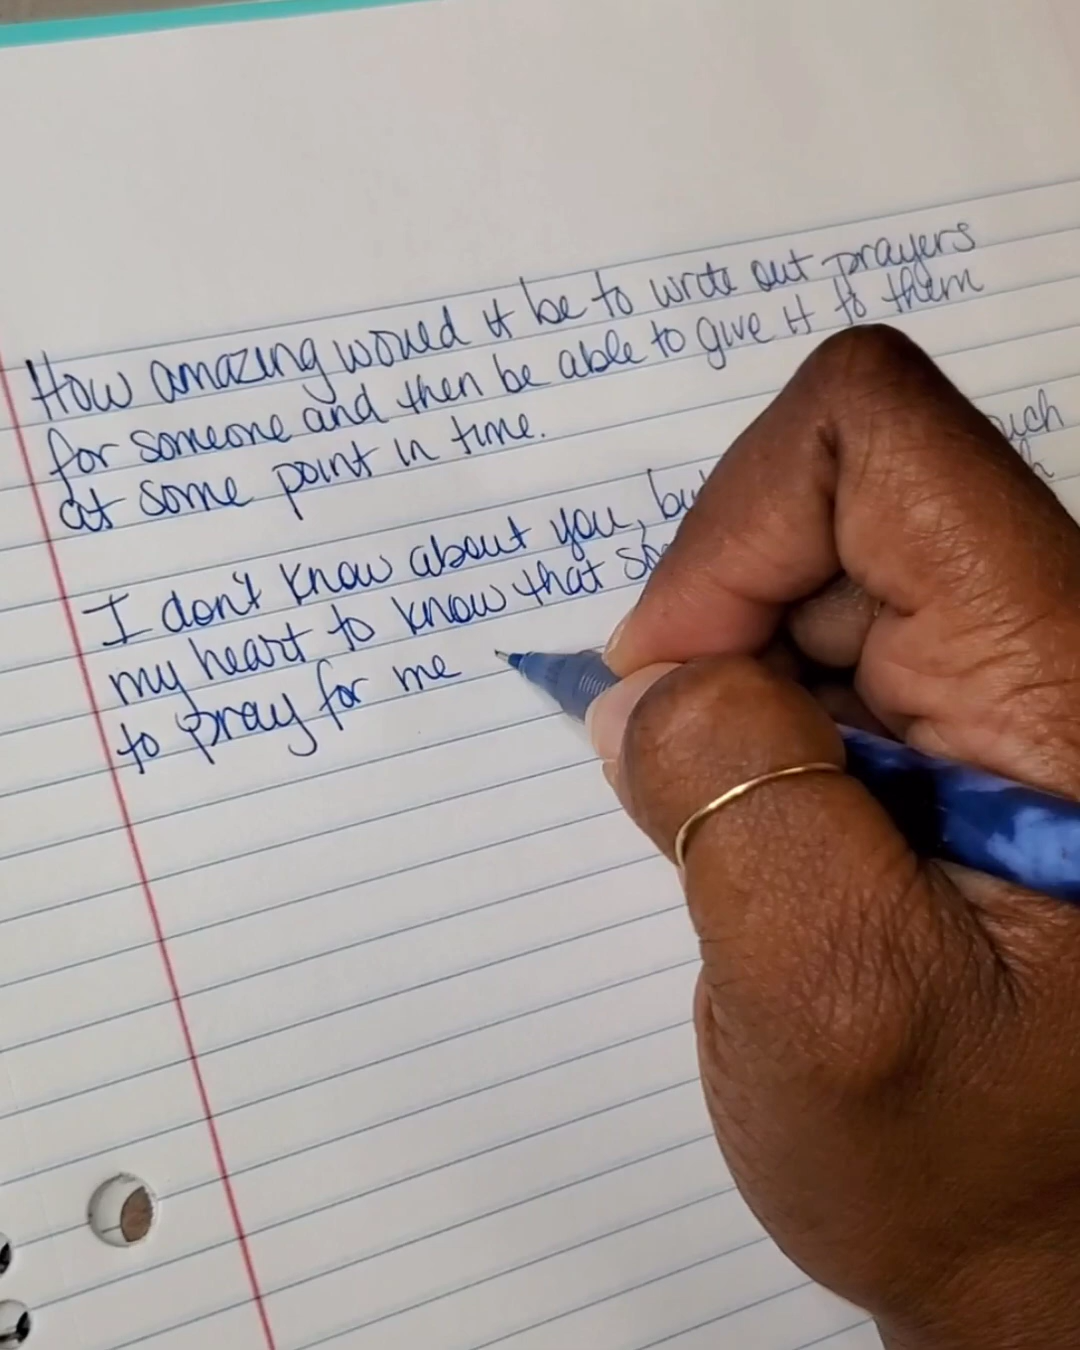 How amazing would it be to write out prayers
for someone and then be able to give it to them
at some point in time.
I don't know about you, but
my heart to know that
to pray for me